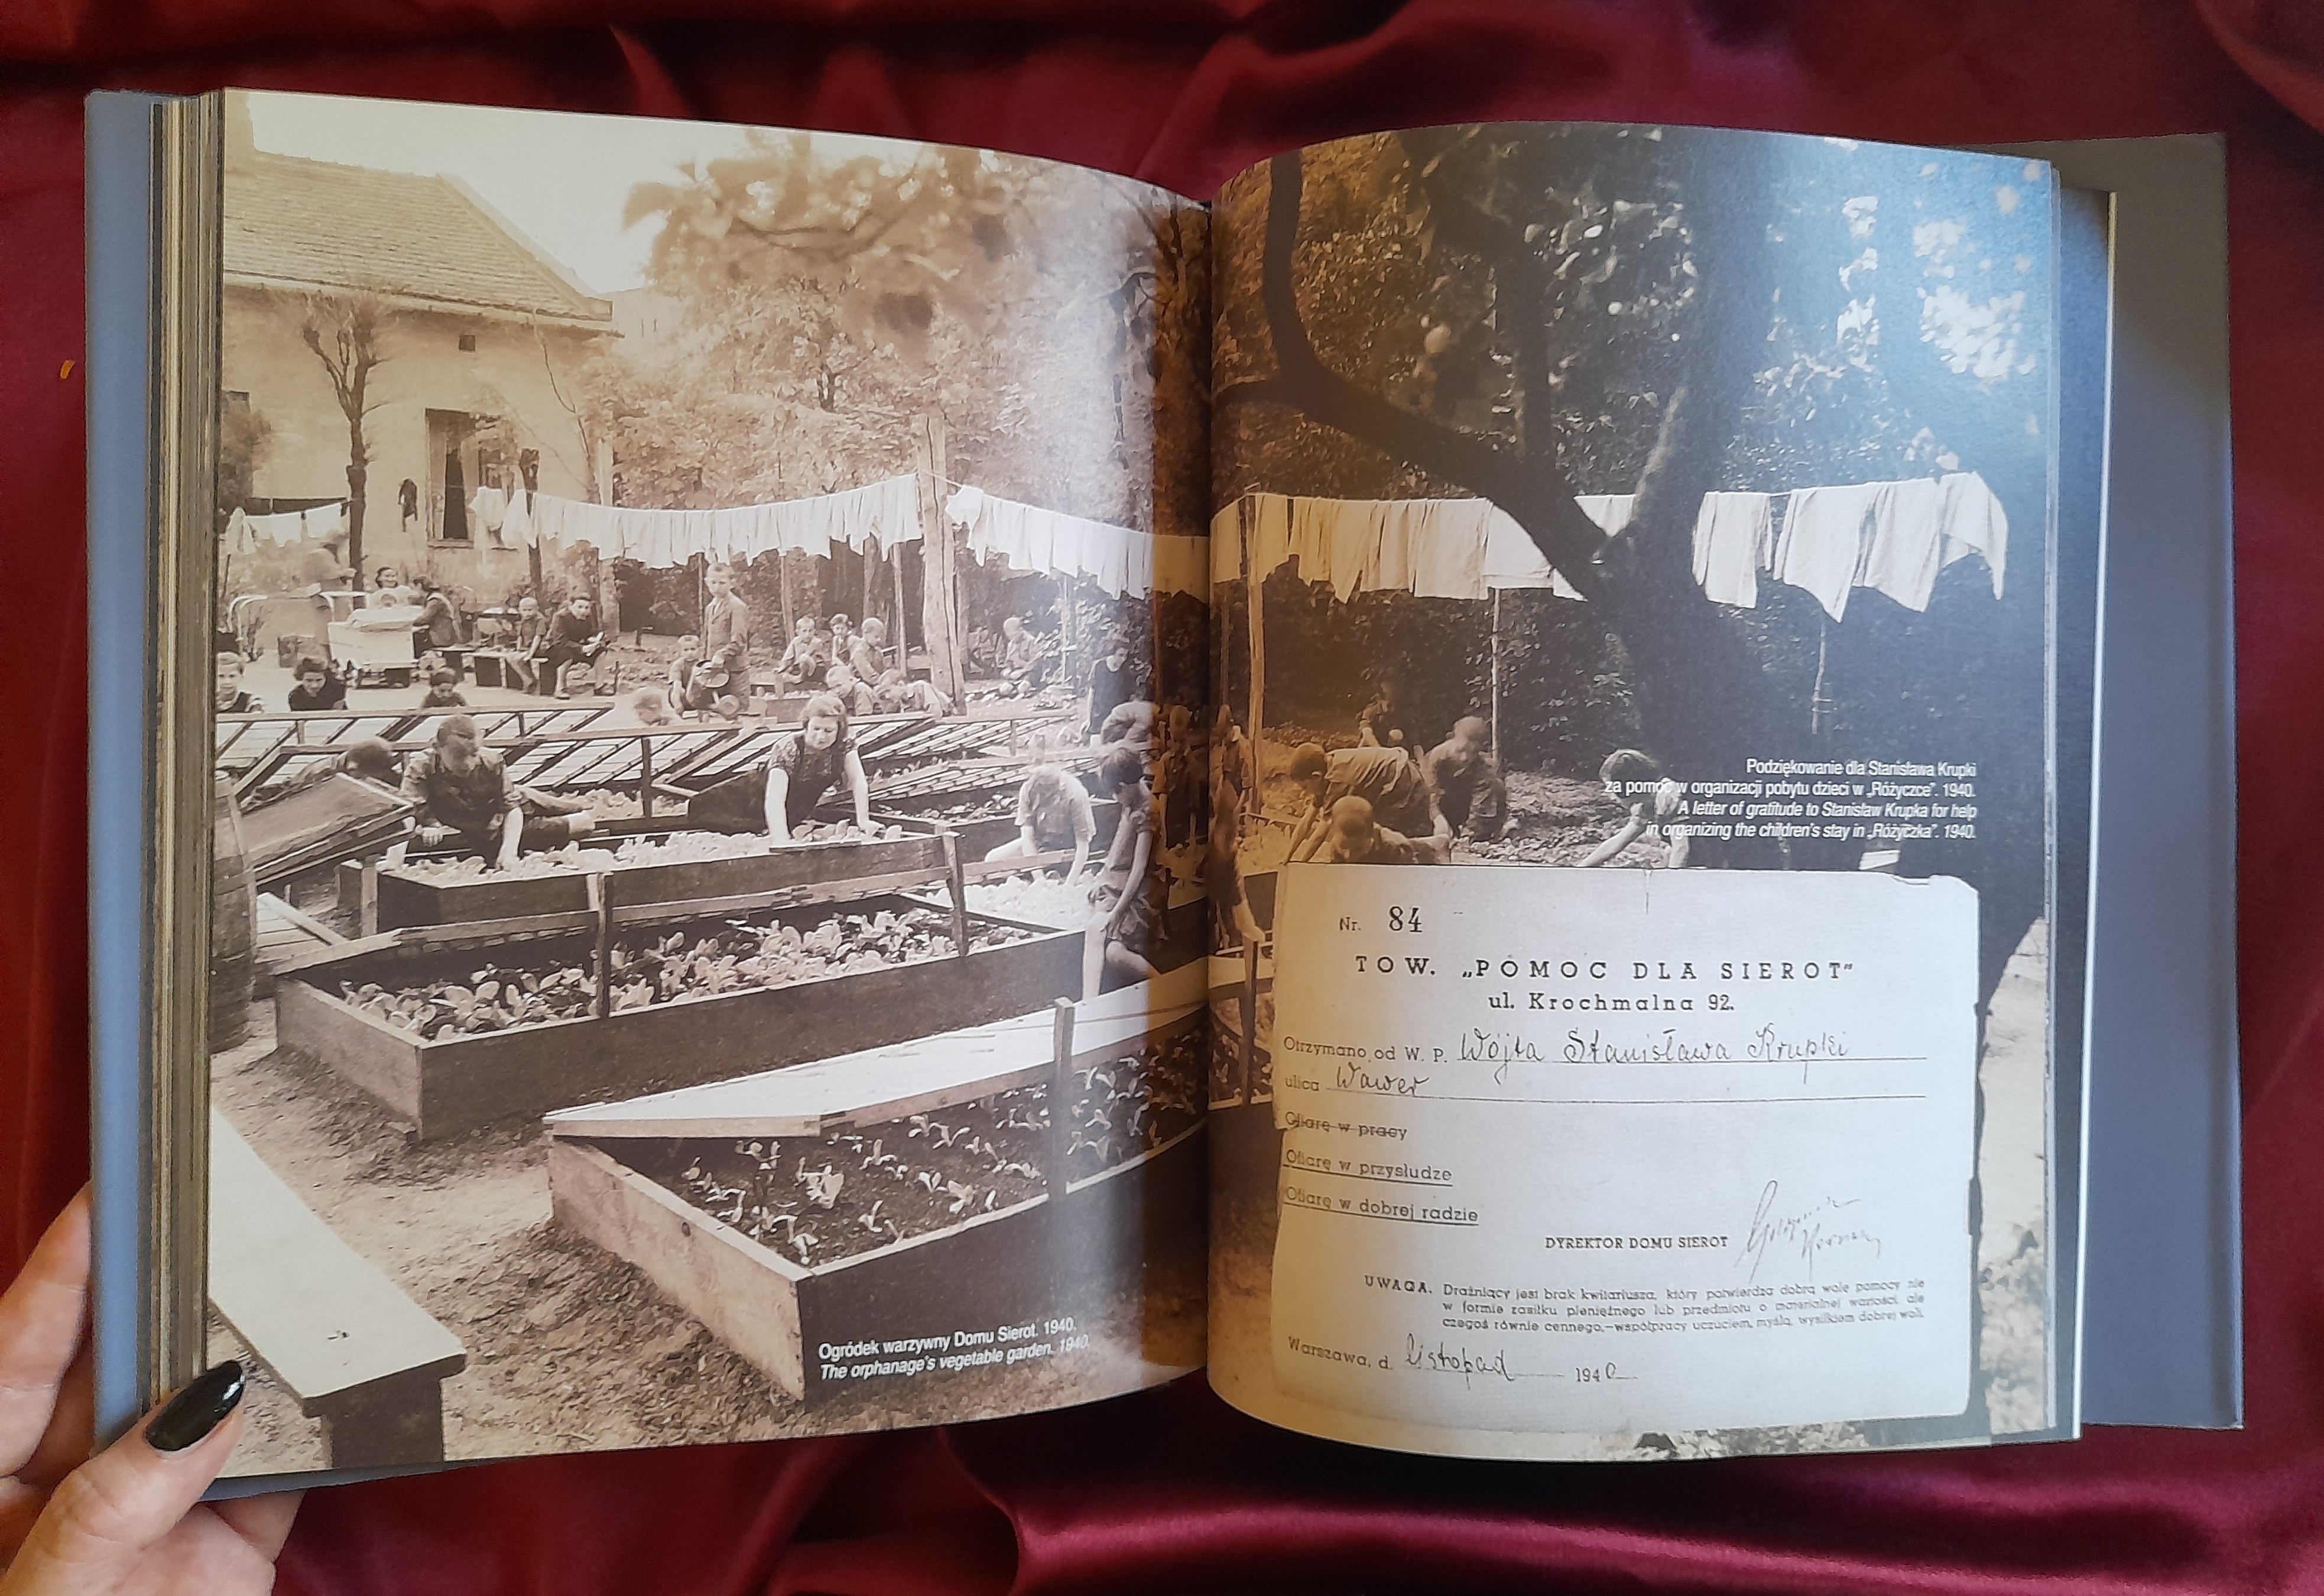 Ogródek warzywny Domu Sierot. 1940.
The orphanage's vegetable garden. 1940.
Podziękowanie dla Stanisława Krupki
za pomoc w organizacji pobytu dzieci w „Różyczce”. 1940.
A letter of gratitude to Stanisław Krupka for help
in organizing the children's stay in „Różyczka”. 1940.
Nr. 84
TOW. „POMOC DLA SIEROT”
ul. Krochmalna 92.
Otrzymano od W. P. Wójta Stanisława Krupki
ulica Wawer
Ofiarę w pracy
Ofiarę w przysłudze
Ofiarę w dobrej radzie
DYREKTOR DOMU SIEROT
UWAGA. Drażniący jest brak kwitariusza, który potwierdza dobrą wolę pomocy nie
w formie zasiłku pieniężnego lub przedmiotu o materialnej wartości, ale
czegoś równie cennego,—współpracy uczuciem, myślą, wysiłkiem dobrej woli.
Warszawa, d. listopad 1940